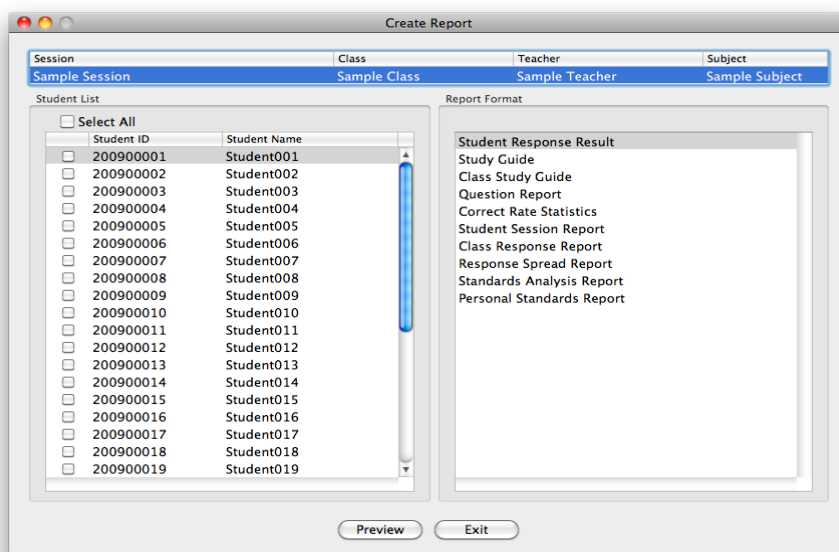 Create Report
Session Class Teacher Subject
Sample Session Sample Class Sample Teacher Sample Subject
Student List
Select All
Student ID Student Name
200900001 Student001
200900002 Student002
200900003 Student003
200900004 Student004
200900005 Student005
200900006 Student006
200900007 Student007
200900008 Student008
200900009 Student009
200900010 Student010
200900011 Student011
200900012 Student012
200900013 Student013
200900014 Student014
200900015 Student015
200900016 Student016
200900017 Student017
200900018 Student018
200900019 Student019
Report Format
Student Response Result
Study Guide
Class Study Guide
Question Report
Correct Rate Statistics
Student Session Report
Class Response Report
Response Spread Report
Standards Analysis Report
Personal Standards Report
Preview Exit